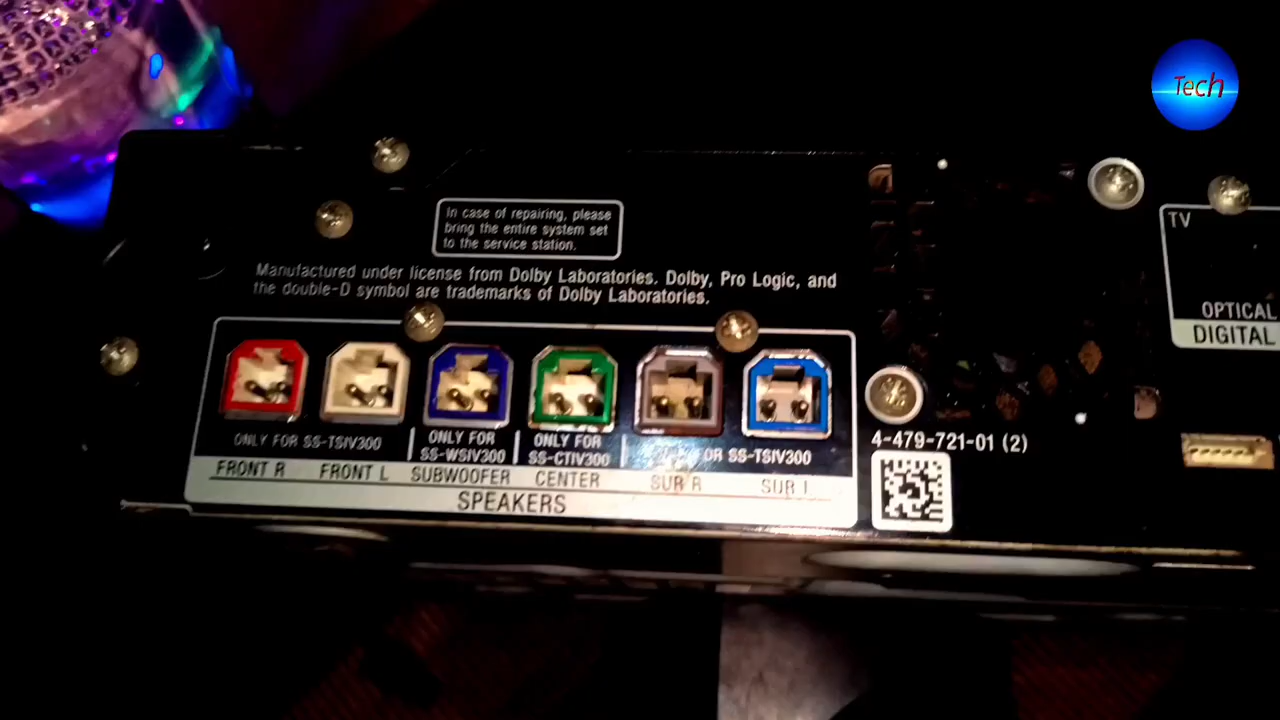 Tech
In case of repairing, please
bring the entire system set
to the service station.
TV
Manufactured under license from Dolby Laboratories. Dolby, Pro Logic, and
the double-D symbol are trademarks of Dolby Laboratories.
OPTICAL
DIGITAL
ONLY FOR SS-TSIV300
ONLY FOR
SS-WSIV300
ONLY FOR
SS-CTIV300
OR SS-TSIV300
4-479-721-01 (2)
FRONT R
FRONT L
SUBWOOFER
CENTER
SUR R
SUR L
SPEAKERS